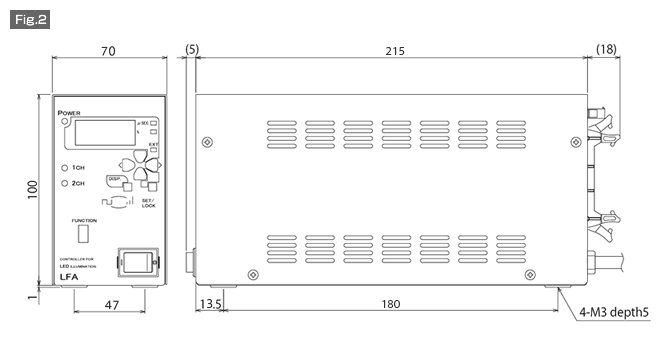 Fig.2
70
(5)
215
(18)
POWER
μ SEC
%
EXT
1CH
2CH
DISP.
SET/
LOCK
FUNCTION
CONTROLLER FOR
LED ILLUMINATION
LFA
100
1
47
13.5
180
4-M3 depth5